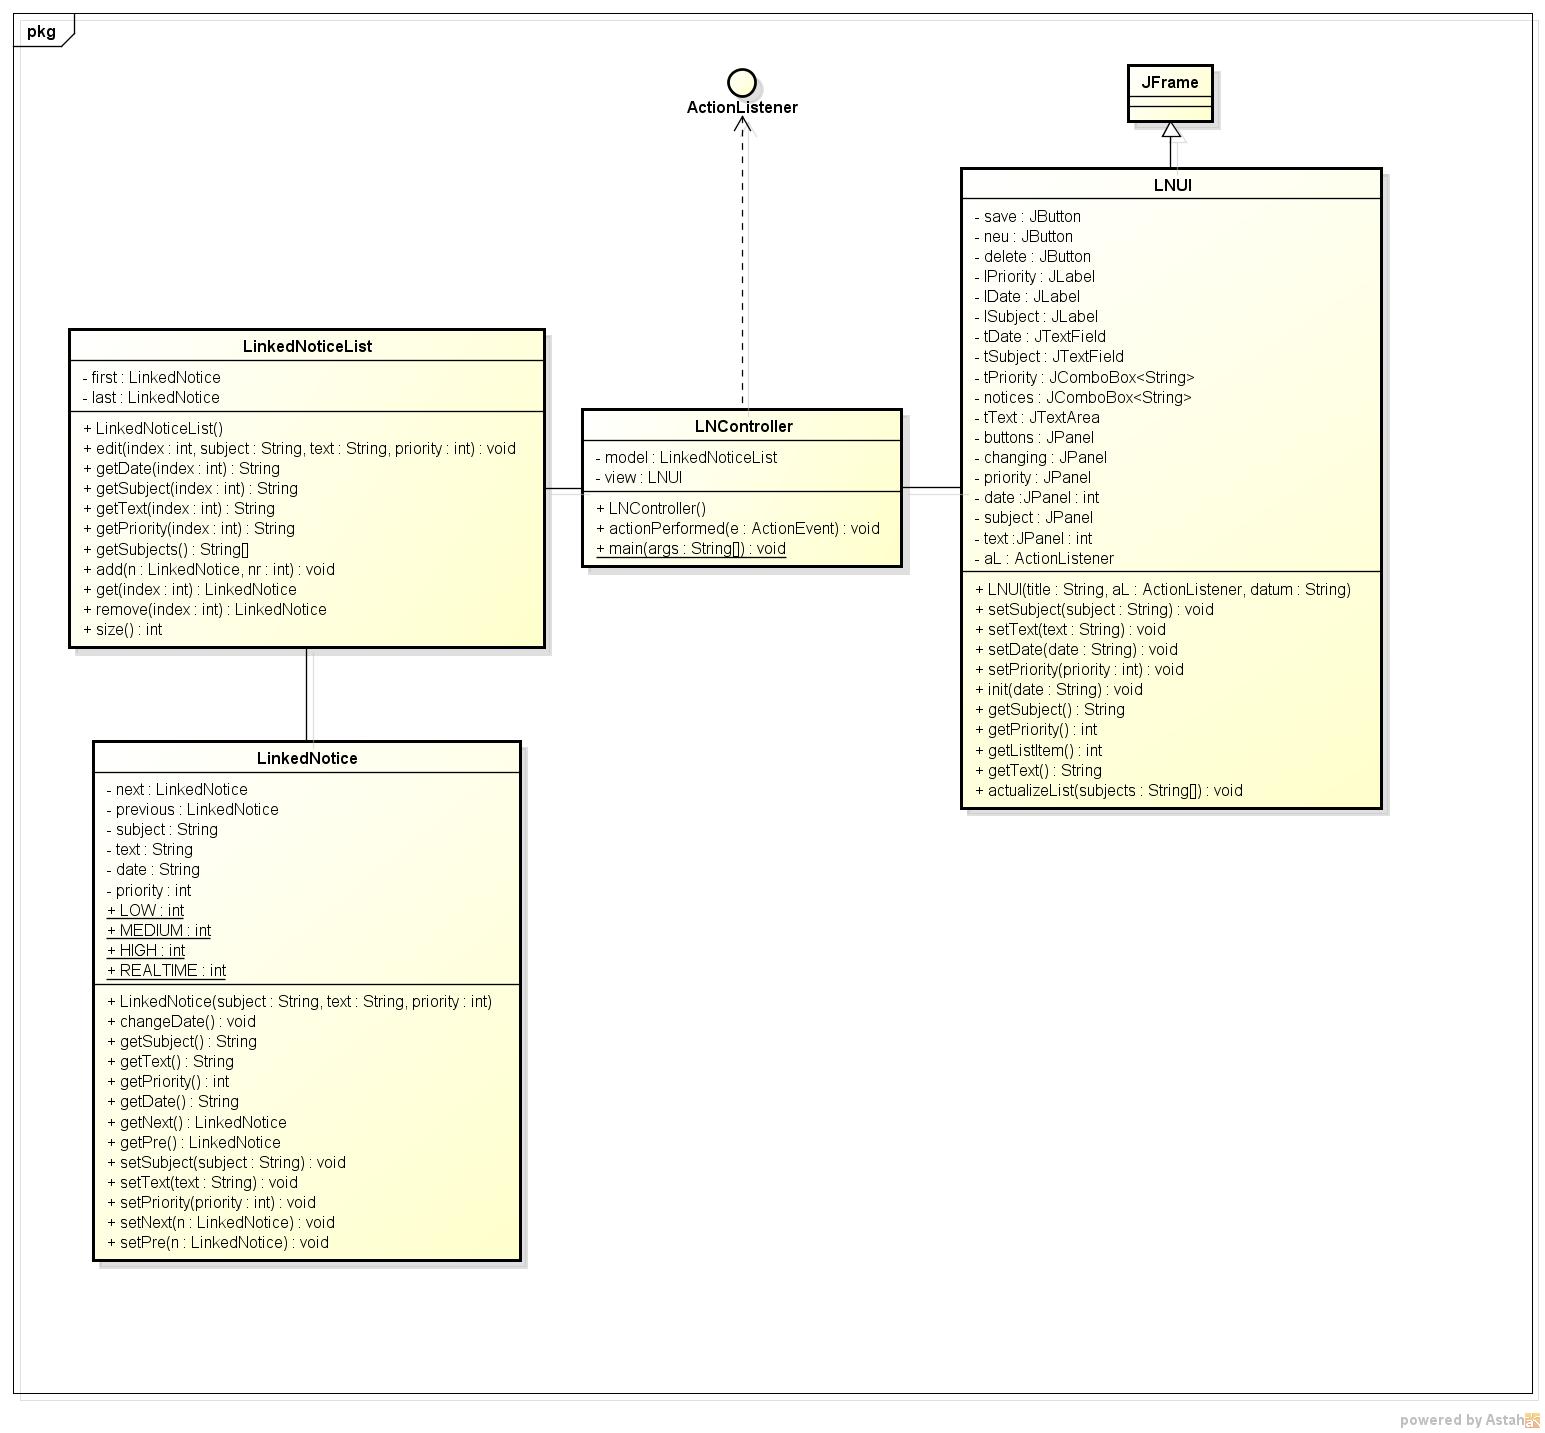 pkg
ActionListener
JFrame
LNUI
- save : JButton
- neu : JButton
- delete : JButton
- lPriority : JLabel
- lDate : JLabel
- lSubject : JLabel
- tDate : JTextField
- tSubject : JTextField
- tPriority : JComboBox<String>
- notices : JComboBox<String>
- tText : JTextArea
- buttons : JPanel
- changing : JPanel
- priority : JPanel
- date :JPanel : int
- subject : JPanel
- text :JPanel : int
- aL : ActionListener
+ LNUI(title : String, aL : ActionListener, datum : String)
+ setSubject(subject : String) : void
+ setText(text : String) : void
+ setDate(date : String) : void
+ setPriority(priority : int) : void
+ init(date : String) : void
+ getSubject() : String
+ getPriority() : int
+ getListItem() : int
+ getText() : String
+ actualizeList(subjects : String[]) : void
LinkedNoticeList
- first : LinkedNotice
- last : LinkedNotice
+ LinkedNoticeList()
+ edit(index : int, subject : String, text : String, priority : int) : void
+ getDate(index : int) : String
+ getSubject(index : int) : String
+ getText(index : int) : String
+ getPriority(index : int) : String
+ getSubjects() : String[]
+ add(n : LinkedNotice, nr : int) : void
+ get(index : int) : LinkedNotice
+ remove(index : int) : LinkedNotice
+ size() : int
LNController
- model : LinkedNoticeList
- view : LNUI
+ LNController()
+ actionPerformed(e : ActionEvent) : void
+ main(args : String[]) : void
LinkedNotice
- next : LinkedNotice
- previous : LinkedNotice
- subject : String
- text : String
- date : String
- priority : int
+ LOW : int
+ MEDIUM : int
+ HIGH : int
+ REALTIME : int
+ LinkedNotice(subject : String, text : String, priority : int)
+ changeDate() : void
+ getSubject() : String
+ getText() : String
+ getPriority() : int
+ getDate() : String
+ getNext() : LinkedNotice
+ getPre() : LinkedNotice
+ setSubject(subject : String) : void
+ setText(text : String) : void
+ setPriority(priority : int) : void
+ setNext(n : LinkedNotice) : void
+ setPre(n : LinkedNotice) : void
powered by Astah